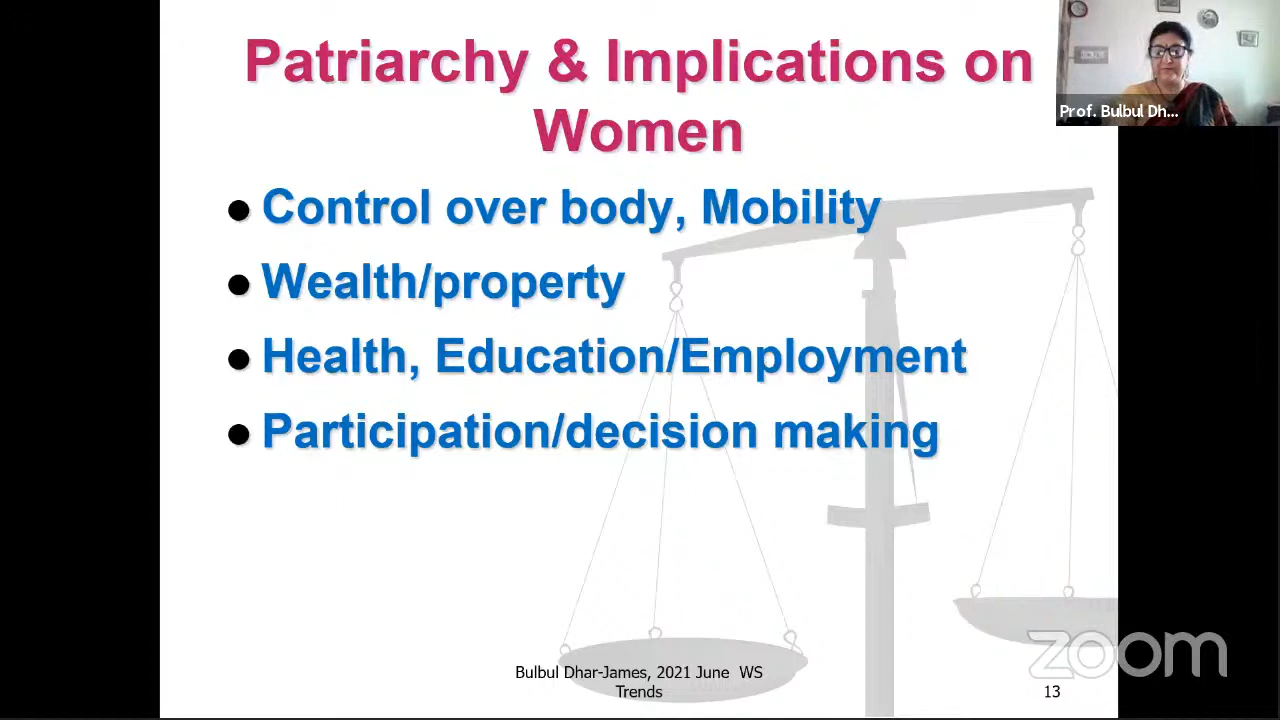 Patriarchy & Implications on
Women
Prof. Bulbul Dh...
Control over body, Mobility
Wealth/property
Health, Education/Employment
Participation/decision making
Bulbul Dhar-James, 2021 June WS
Trends
13
zoom